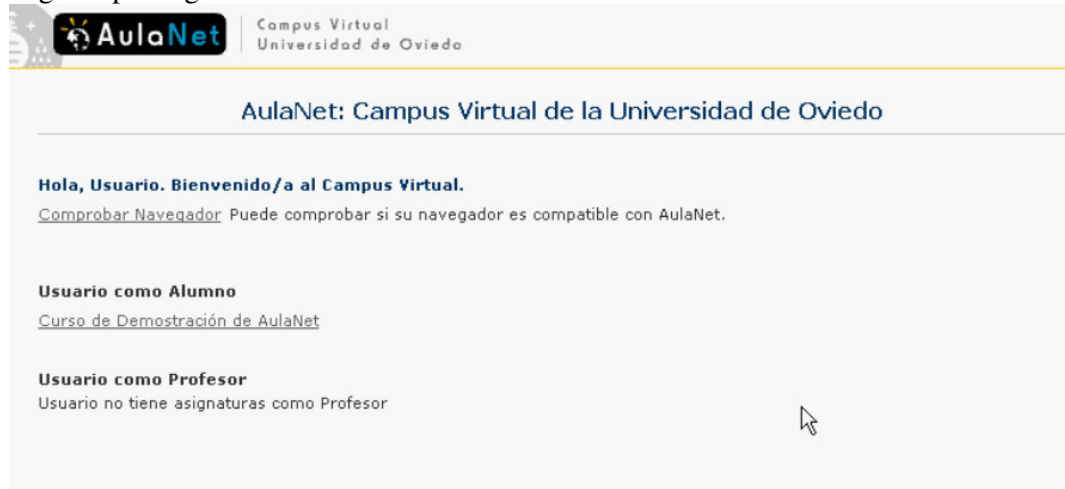 AulaNet
Campus Virtual
Universidad de Oviedo
AulaNet: Campus Virtual de la Universidad de Oviedo
Hola, Usuario. Bienvenido/a al Campus Virtual.
Comprobar Navegador Puede comprobar si su navegador es compatible con AulaNet.
Usuario como Alumno
Curso de Demostración de AulaNet
Usuario como Profesor
Usuario no tiene asignaturas como Profesor